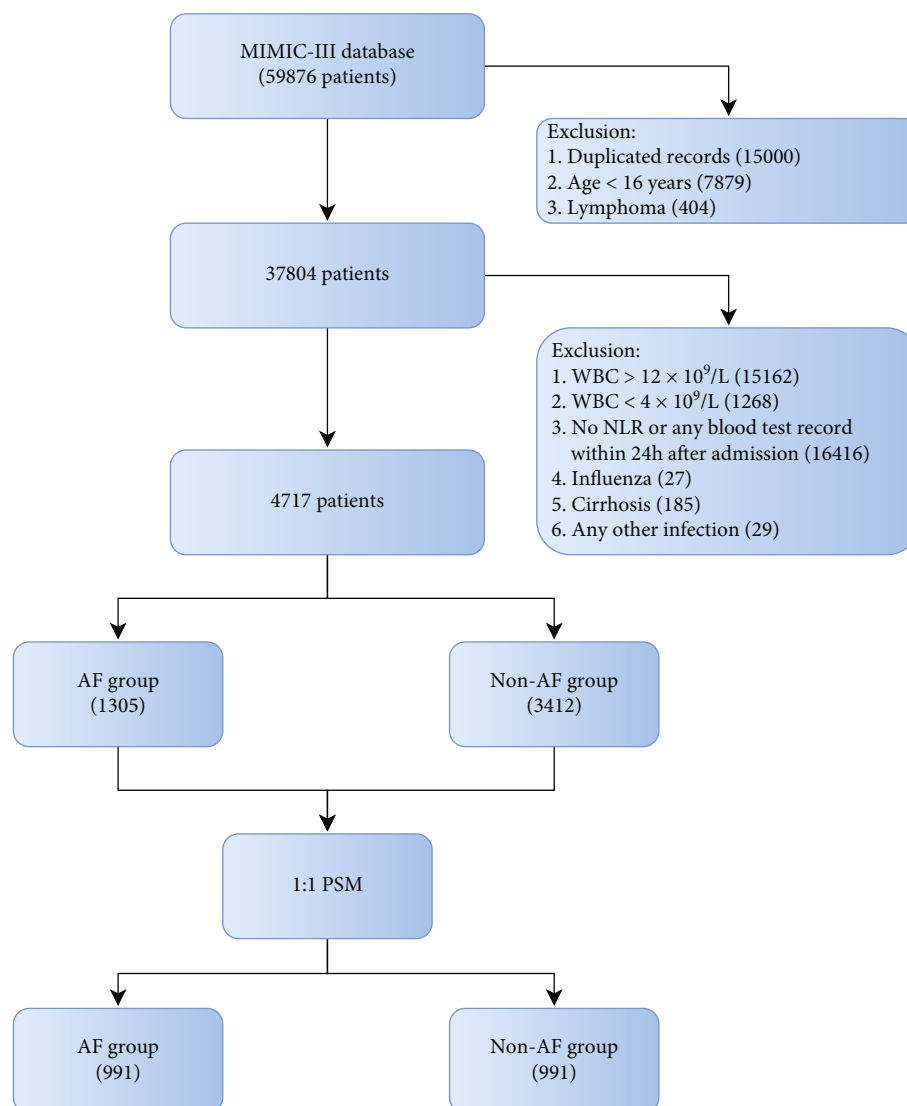 MIMIC-III database
(59876 patients)
Exclusion:
1. Duplicated records (15000)
2. Age < 16 years (7879)
3. Lymphoma (404)
37804 patients
Exclusion:
1. WBC > 12 × 10⁹/L (15162)
2. WBC < 4 × 10⁹/L (1268)
3. No NLR or any blood test record
within 24h after admission (16416)
4. Influenza (27)
5. Cirrhosis (185)
6. Any other infection (29)
4717 patients
AF group
(1305)
Non-AF group
(3412)
1:1 PSM
AF group
(991)
Non-AF group
(991)